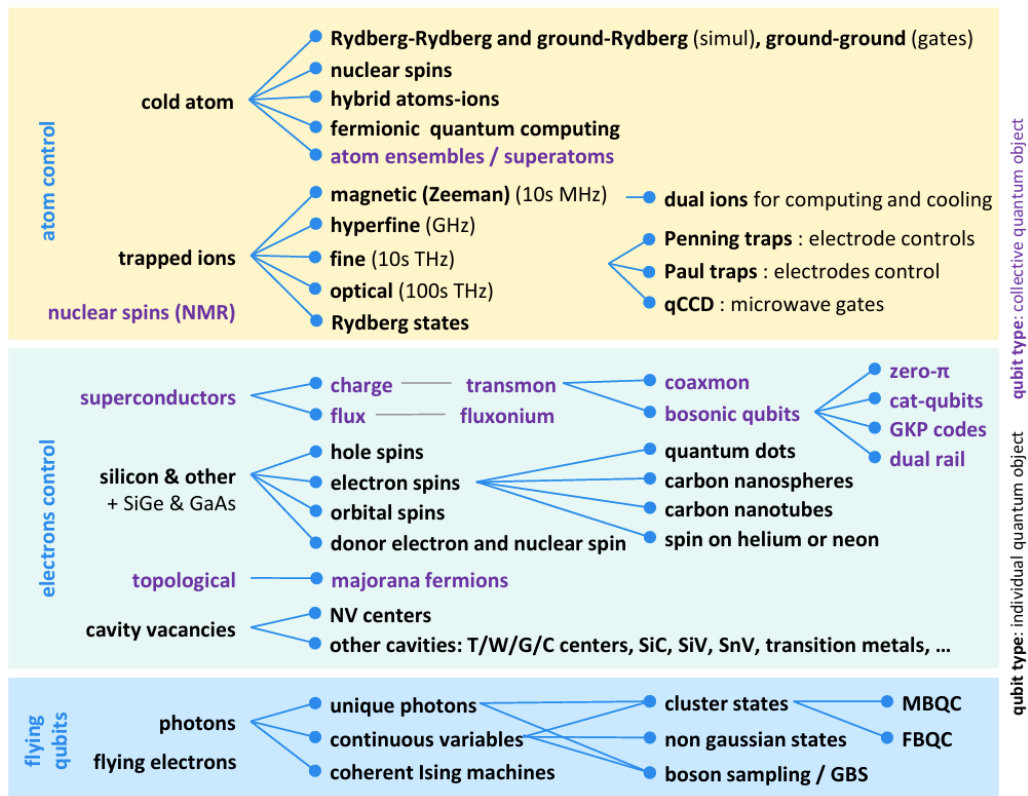 atom control
cold atom
Rydberg-Rydberg and ground-Rydberg (simul), ground-ground (gates)
nuclear spins
hybrid atoms-ions
fermionic quantum computing
atom ensembles / superatoms
trapped ions
magnetic (Zeeman) (10s MHz)
hyperfine (GHz)
fine (10s THz)
optical (100s THz)
Rydberg states
dual ions for computing and cooling
Penning traps : electrode controls
Paul traps : electrodes control
qCCD : microwave gates
nuclear spins (NMR)
electrons control
superconductors
charge
transmon
flux
fluxonium
coaxmon
bosonic qubits
zero-π
cat-qubits
GKP codes
dual rail
silicon & other
+ SiGe & GaAs
hole spins
electron spins
orbital spins
donor electron and nuclear spin
quantum dots
carbon nanospheres
carbon nanotubes
spin on helium or neon
topological
majorana fermions
cavity vacancies
NV centers
other cavities: T/W/G/C centers, SiC, SiV, SnV, transition metals, ...
flying
qubits
photons
flying electrons
unique photons
continuous variables
coherent Ising machines
cluster states
non gaussian states
boson sampling / GBS
MBQC
FBQC
qubit type: collective quantum object
qubit type: individual quantum object